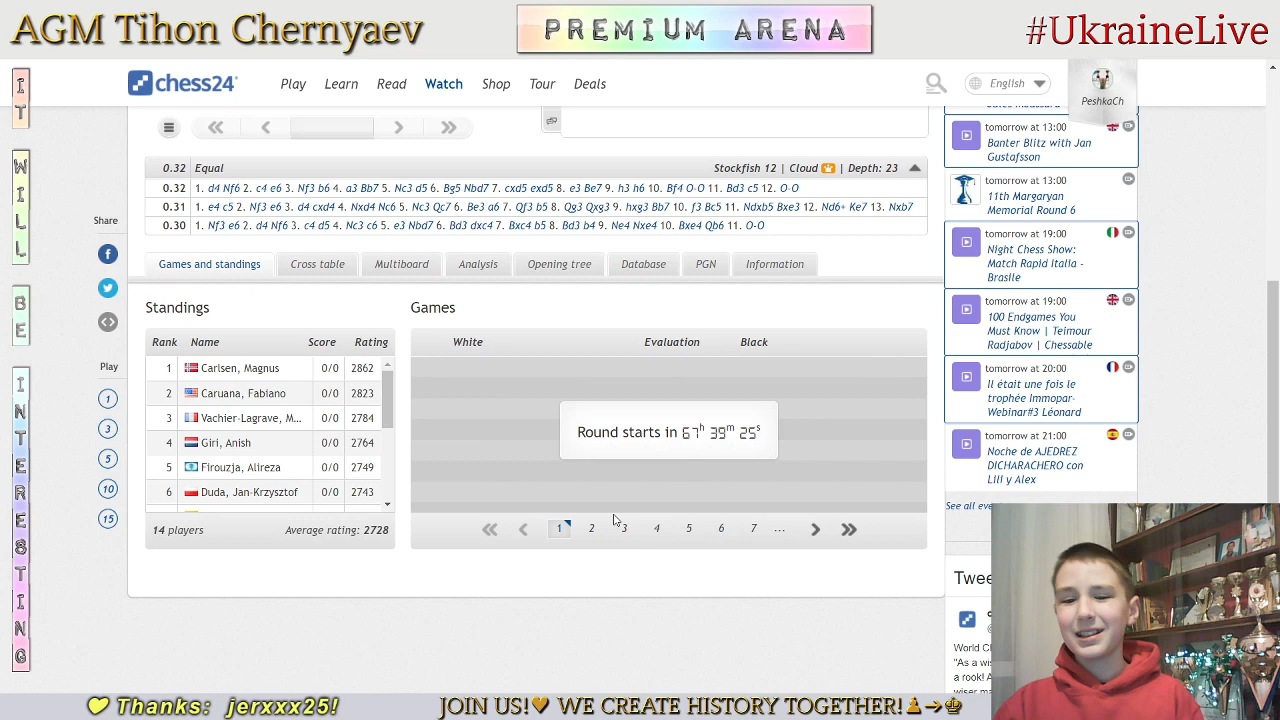 AGM Tihon Chernyaev
PREMIUM ARENA
#UkraineLive
IT
WILL
BE
INTERESTING
chess24
Play
Learn
Read
Watch
Shop
Tour
Deals
English
PeshkaCh
0.32 Equal
Stockfish 12 | Cloud | Depth: 23
0.32 1. d4 Nf6 2. c4 e6 3. Nf3 b6 4. a3 Bb7 5. Nc3 d5 6. Bg5 Nbd7 7. cxd5 exd5 8. e3 Be7 9. h3 h6 10. Bf4 O-O 11. Bd3 c5 12. O-O
0.31 1. e4 c5 2. Nf3 e6 3. d4 cxd4 4. Nxd4 Nc6 5. Nc3 Qc7 6. Be3 a6 7. Qf3 b5 8. Qg3 Qxg3 9. hxg3 Bb7 10. f3 Bc5 11. Ndxb5 Bxe3 12. Nd6+ Ke7 13. Nxb7
0.30 1. Nf3 e6 2. d4 Nf6 3. c4 d5 4. Nc3 c6 5. e3 Nbd7 6. Bd3 dxc4 7. Bxc4 b5 8. Bd3 b4 9. Ne4 Nxe4 10. Bxe4 Qb6 11. O-O
Games and standings
Cross table
Multiboard
Analysis
Opening tree
Database
PGN
Information
Share
Play
1
3
5
10
15
Standings
Rank Name Score Rating
1 Carlsen, Magnus 0/0 2862
2 Caruana, Fabiano 0/0 2823
3 Vachier-Lagrave, M... 0/0 2784
4 Giri, Anish 0/0 2764
5 Firouzja, Alireza 0/0 2749
6 Duda, Jan-Krzysztof 0/0 2743
14 players
Average rating: 2728
Games
White Evaluation Black
Round starts in 67h 39m 25s
1 2 3 4 5 6 7 ...
tomorrow at 13:00
Banter Blitz with Jan
Gustafsson
tomorrow at 13:00
11th Margaryan
Memorial Round 6
tomorrow at 19:00
Night Chess Show:
Match Rapid Italia -
Brasile
tomorrow at 19:00
100 Endgames You
Must Know | Teimour
Radjabov | Chessable
tomorrow at 20:00
Il était une fois le
trophée Immopar-
Webinar#3 Léonard
tomorrow at 21:00
Noche de AJEDREZ
DICHARACHERO con
Lili y Alex
See all
World
"As a
a rook!
wiser
Thanks: jerxxx25!
JOIN US! WE CREATE HISTORY TOGETHER!